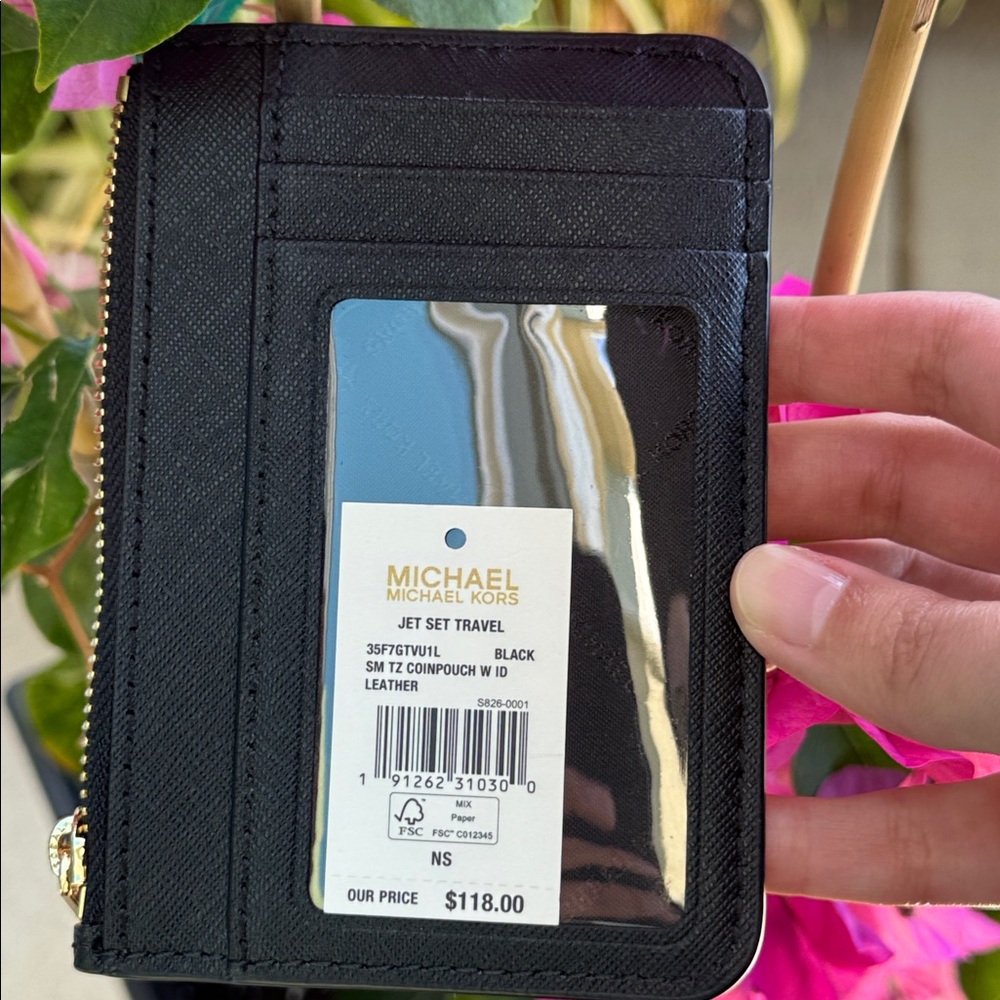 MICHAEL
MICHAEL KORS
JET SET TRAVEL
35F7GTVU1L BLACK
SM TZ COINPOUCH W ID
LEATHER
S826-0001
1 91262 31030 0
MIX
Paper
FSC
FSC™ C012345
NS
OUR PRICE $118.00